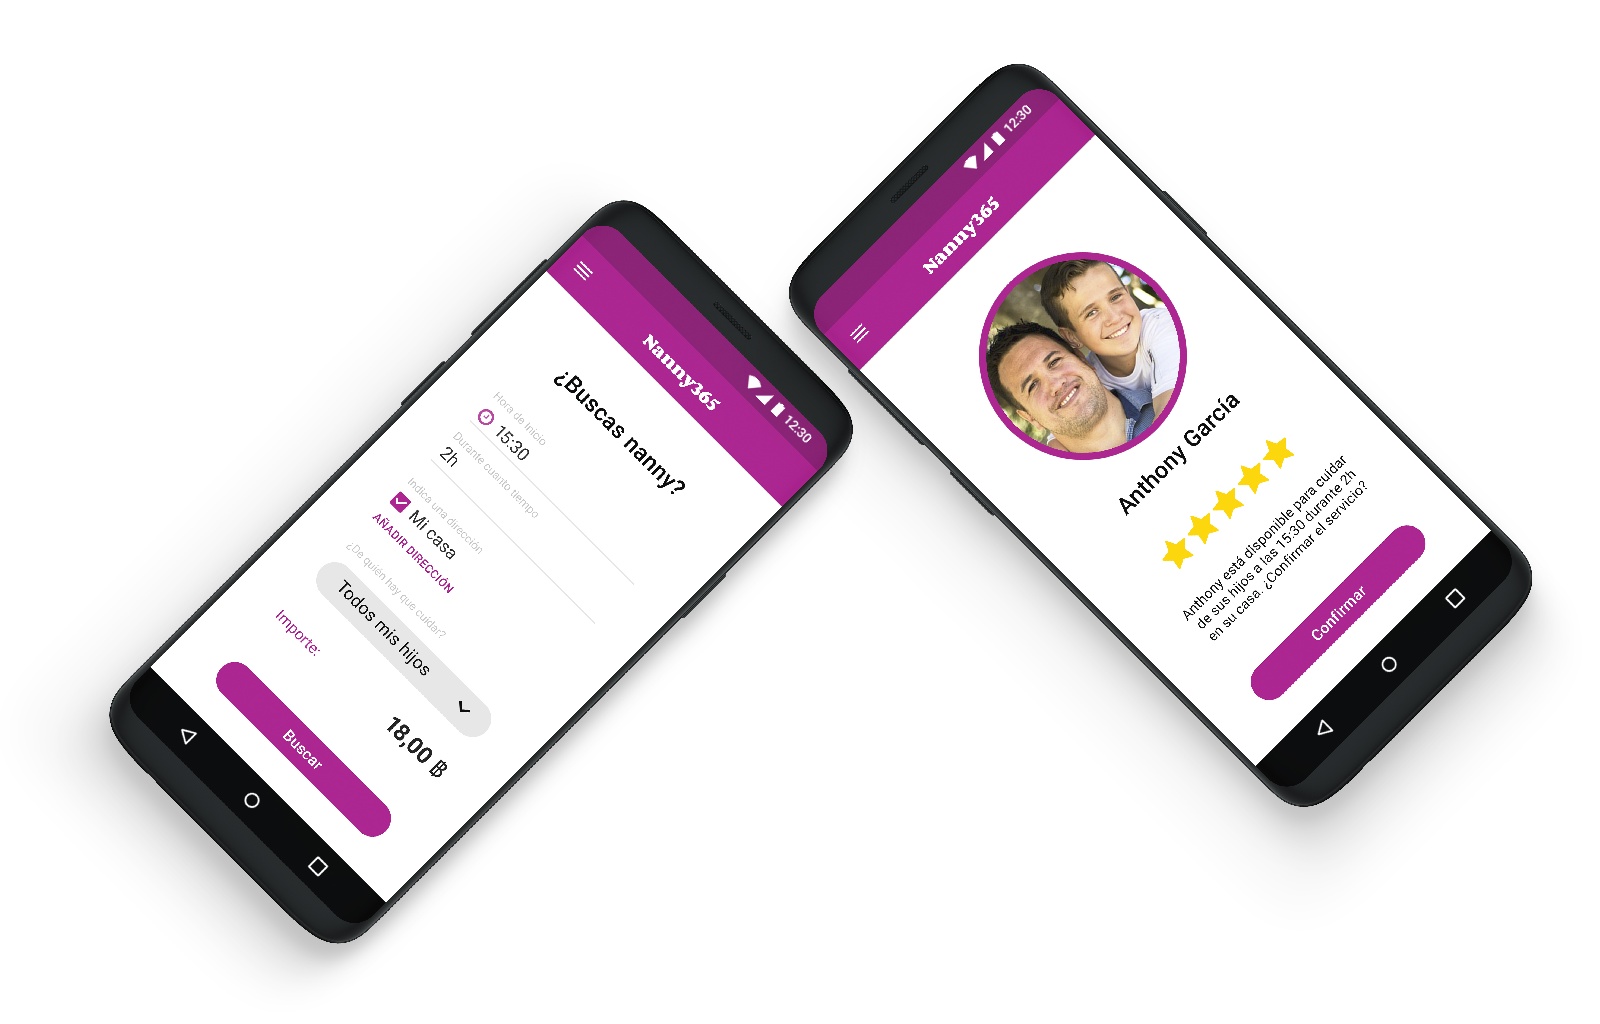 12:30
Nanny365
¿Buscas nanny?
Hora de inicio
15:30
Durante cuanto tiempo
2h
Indica una dirección
Mi casa
AÑADIR DIRECCIÓN
¿De quién hay que cuidar?
Todos mis hijos
Importe:
18,00 ฿
Buscar
12:30
Nanny365
Anthony García
Anthony está disponible para cuidar
de sus hijos a las 15:30 durante 2h
en su casa. ¿Confirmar el servicio?
Confirmar